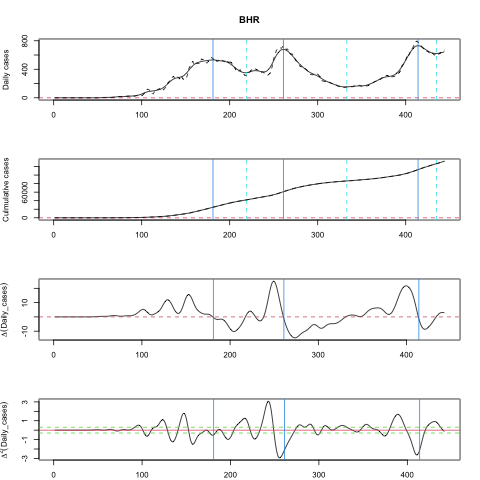 BHR
Daily cases
0 400 800
0 100 200 300 400
Culmulative cases
0 60000
0 100 200 300 400
Δ(Daily_cases)
-10 10
0 100 200 300 400
Δ²(Daily_cases)
-3 -1 1 3
0 100 200 300 400